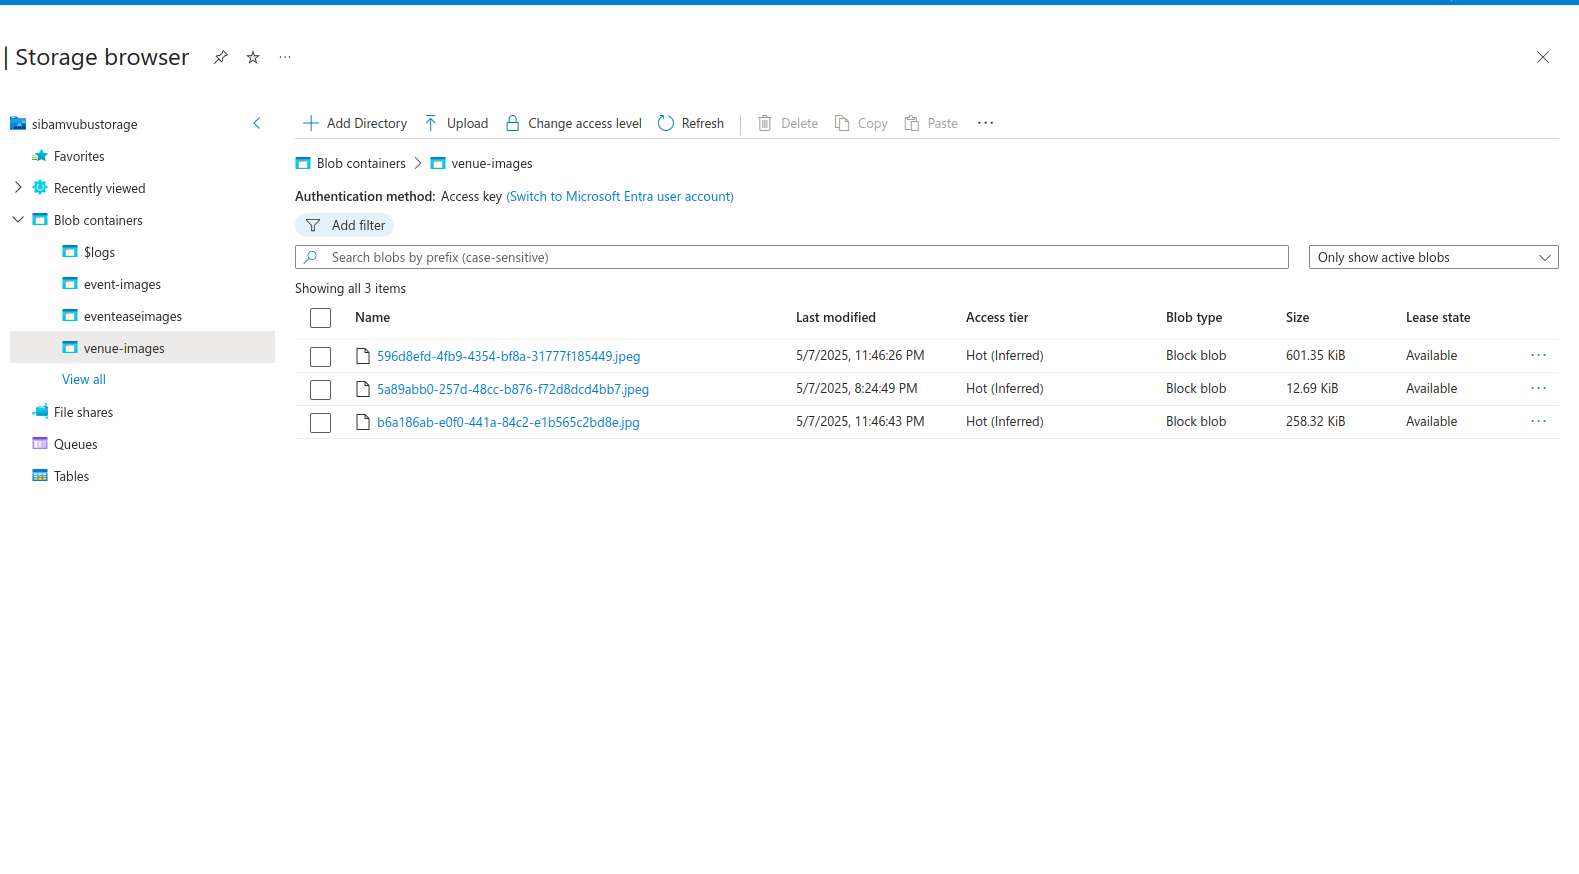 Storage browser
sibamvubustorage
Favorites
Recently viewed
Blob containers
$logs
event-images
eventeaseimages
venue-images
View all
File shares
Queues
Tables
Add Directory Upload Change access level Refresh Delete Copy Paste
Blob containers venue-images
Authentication method: Access key (Switch to Microsoft Entra user account)
Add filter
Search blobs by prefix (case-sensitive) Only show active blobs
Showing all 3 items
Name Last modified Access tier Blob type Size Lease state
596d8efd-4fb9-4354-bf8a-31777f185449.jpeg 5/7/2025, 11:46:26 PM Hot (Inferred) Block blob 601.35 KiB Available
5a89abb0-257d-48cc-b876-f72d8dcd4bb7.jpeg 5/7/2025, 8:24:49 PM Hot (Inferred) Block blob 12.69 KiB Available
b6a186ab-e0f0-441a-84c2-e1b565c2bd8e.jpg 5/7/2025, 11:46:43 PM Hot (Inferred) Block blob 258.32 KiB Available